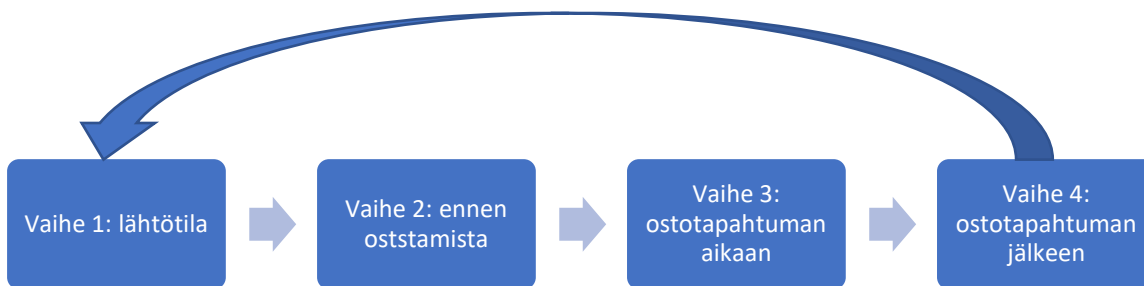 Vaihe 1: lähtötila
Vaihe 2: ennen
oststamista
Vaihe 3:
ostotapahtuman
aikaan
Vaihe 4:
ostotapahtuman
jälkeen